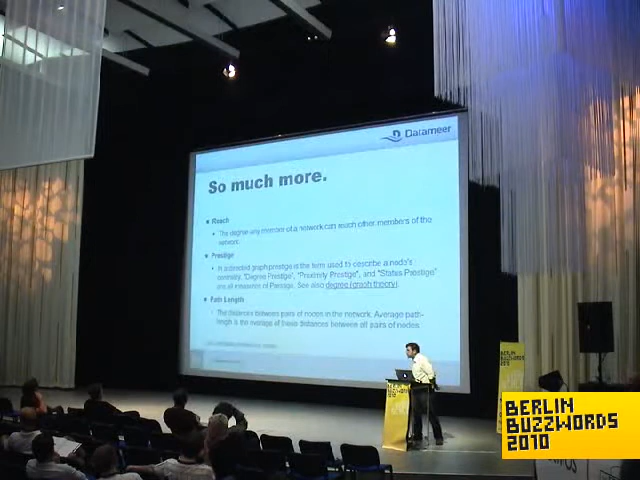 Datameer
So much more.
Reach
The degree any member of a network can reach other members of the
network.
Prestige
In a directed graph prestige is the term used to describe a node's
centrality. "Degree Prestige", "Proximity Prestige", and "Status Prestige"
are all measures of Prestige. See also degree (graph theory).
Path Length
The distances between pairs of nodes in the network. Average path-
length is the average of these distances between all pairs of nodes.
BERLIN
BUZZWORDS
2010